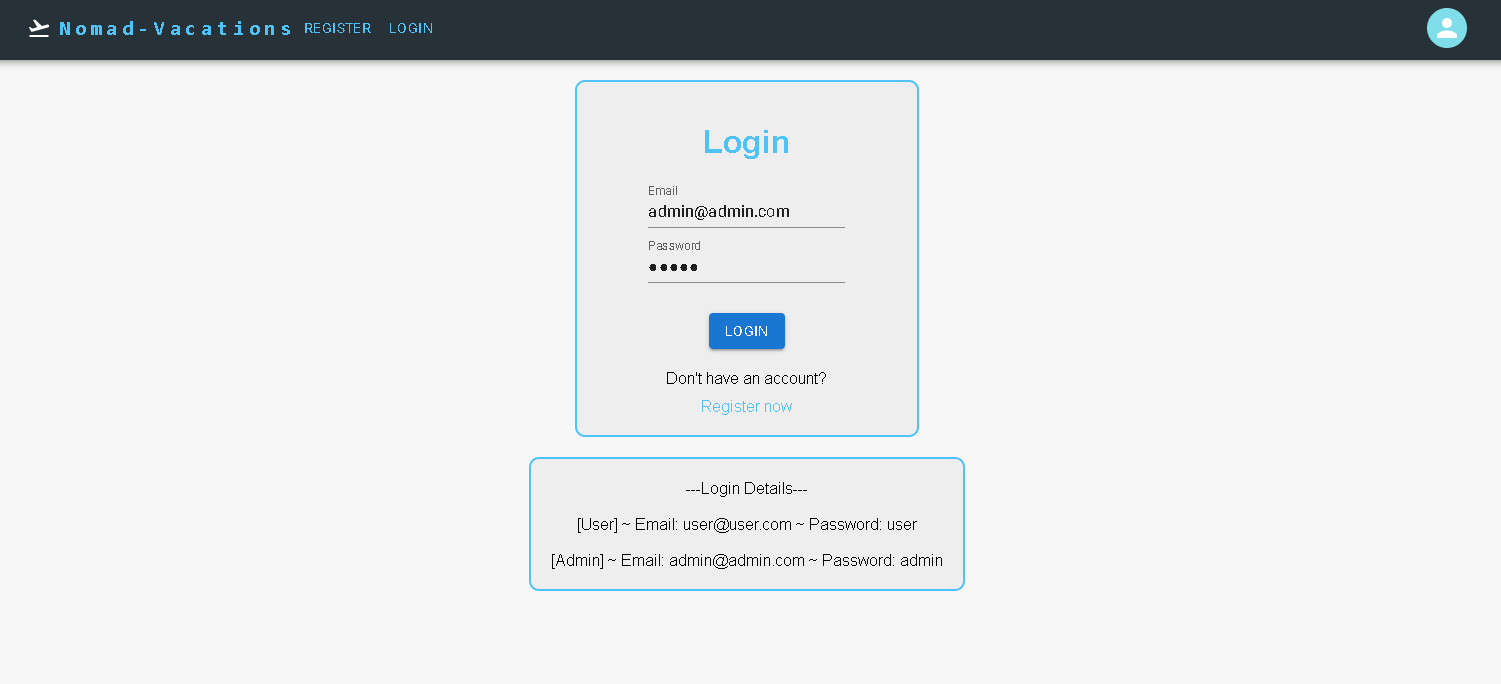 Nomad-Vacations REGISTER LOGIN
Login
Email
admin@admin.com
Password
•••••
LOGIN
Don't have an account?
Register now
---Login Details---
[User] ~ Email: user@user.com ~ Password: user
[Admin] ~ Email: admin@admin.com ~ Password: admin